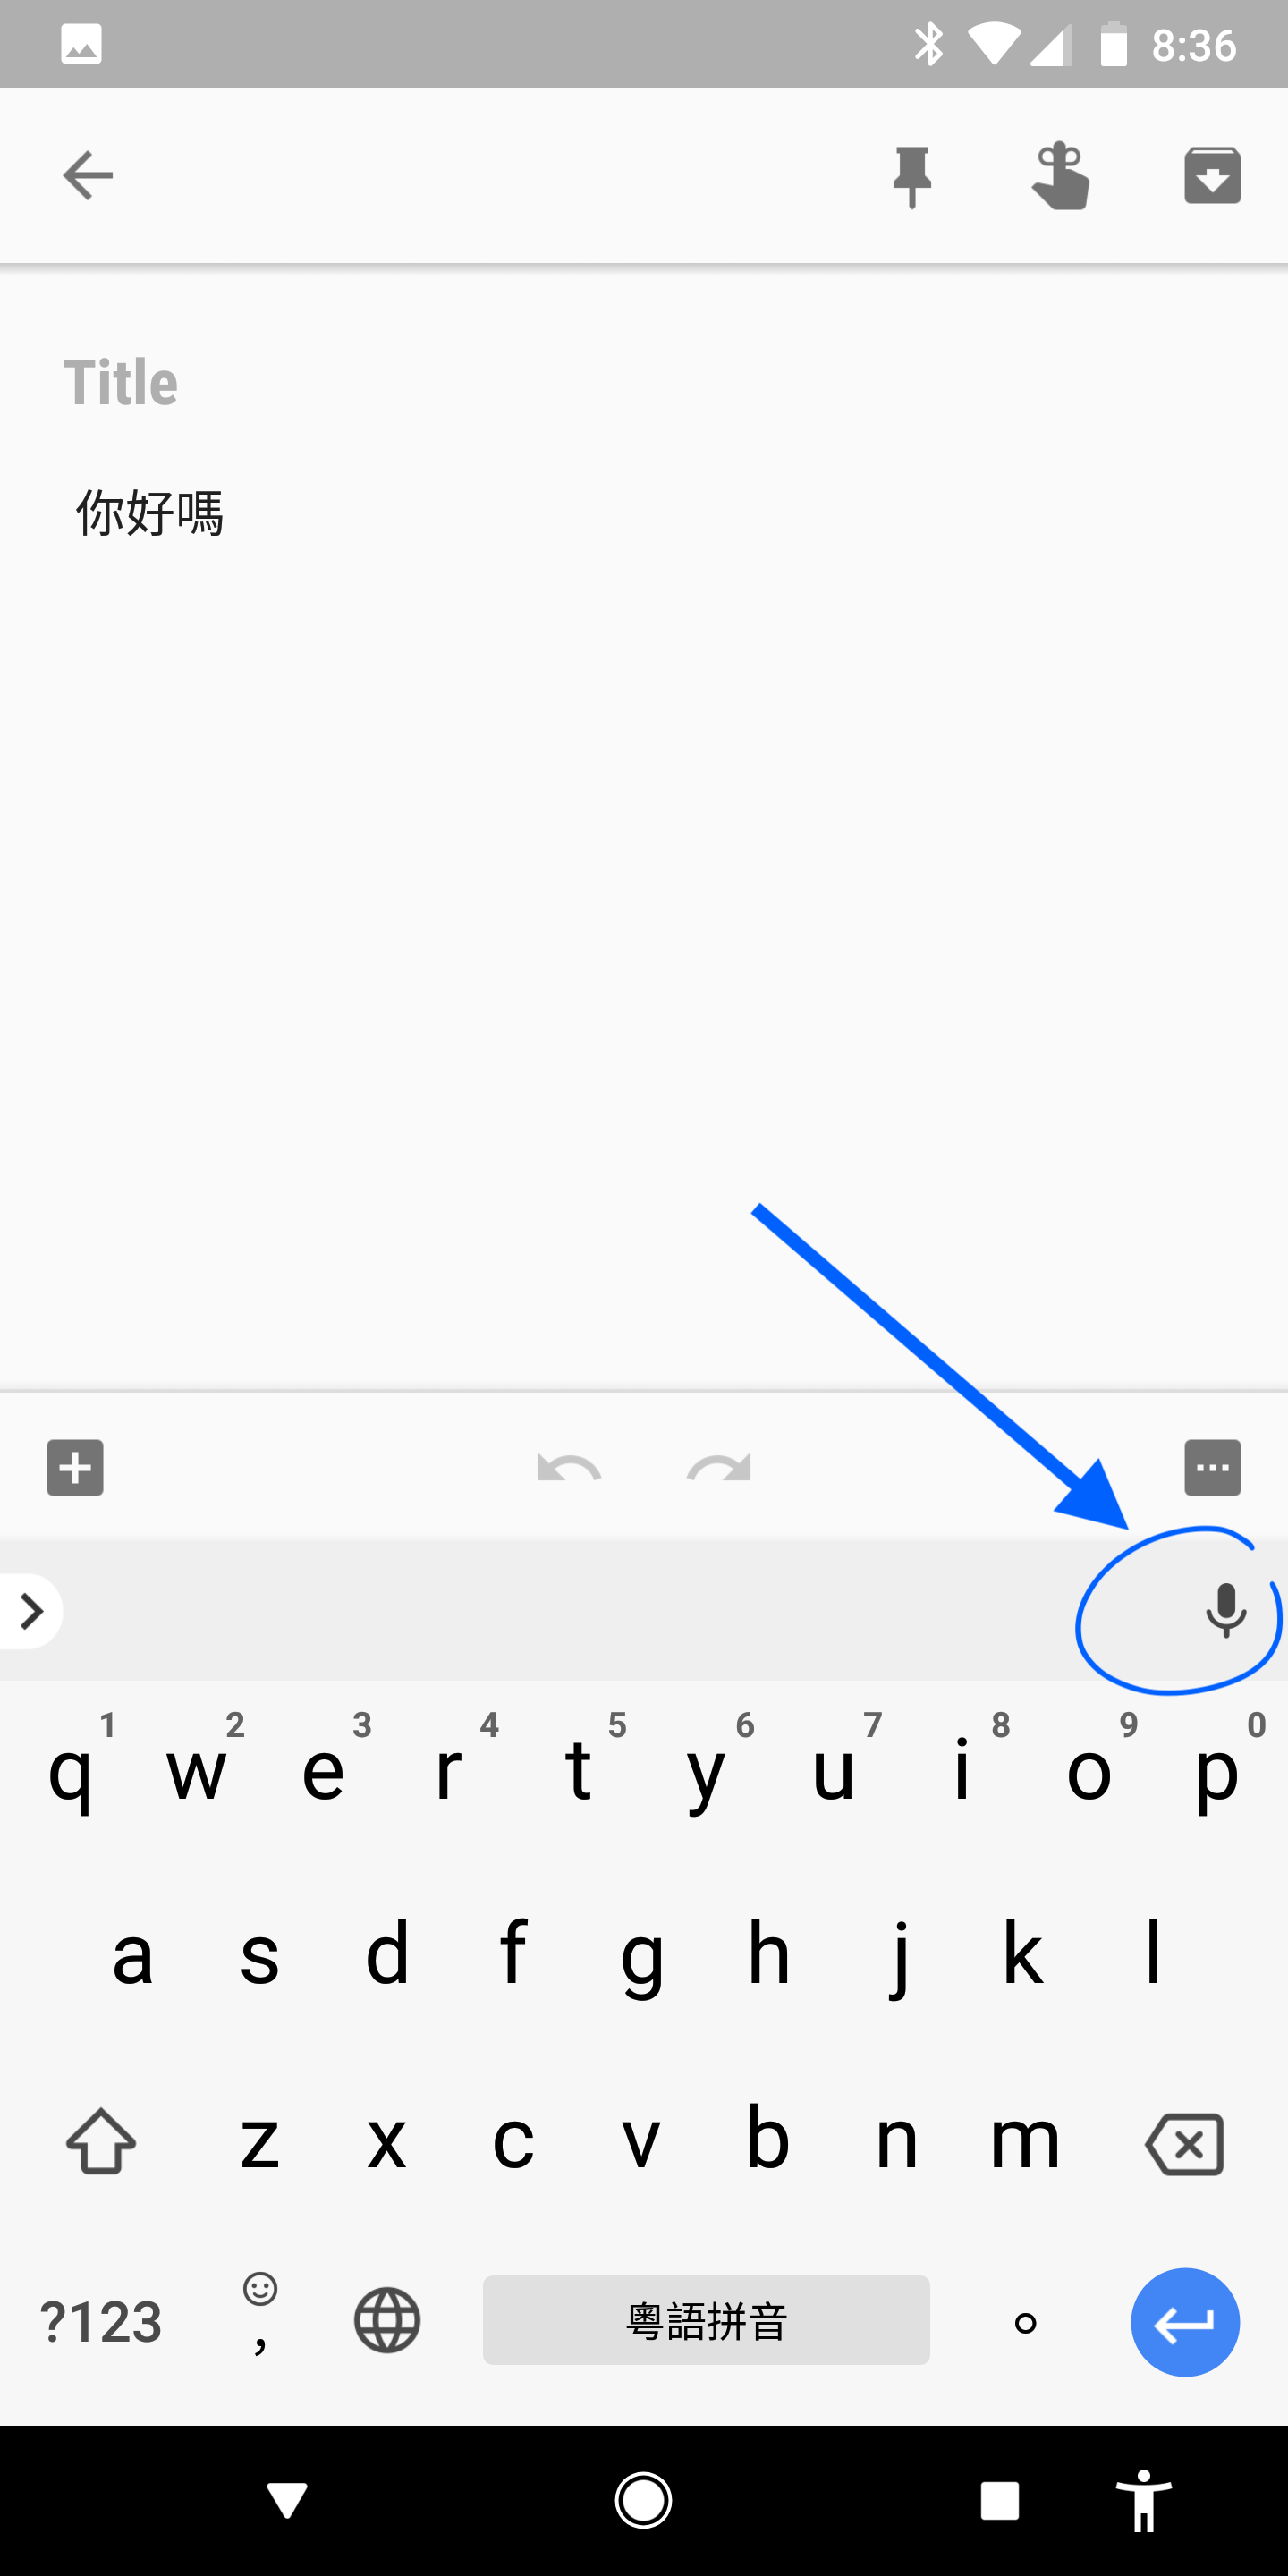 8:36
Title
你好嗎
1 2 3 4 5 6 7 8 9 0
q w e r t y u i o p
a s d f g h j k l
z x c v b n m
?123 , 粵語拼音 。